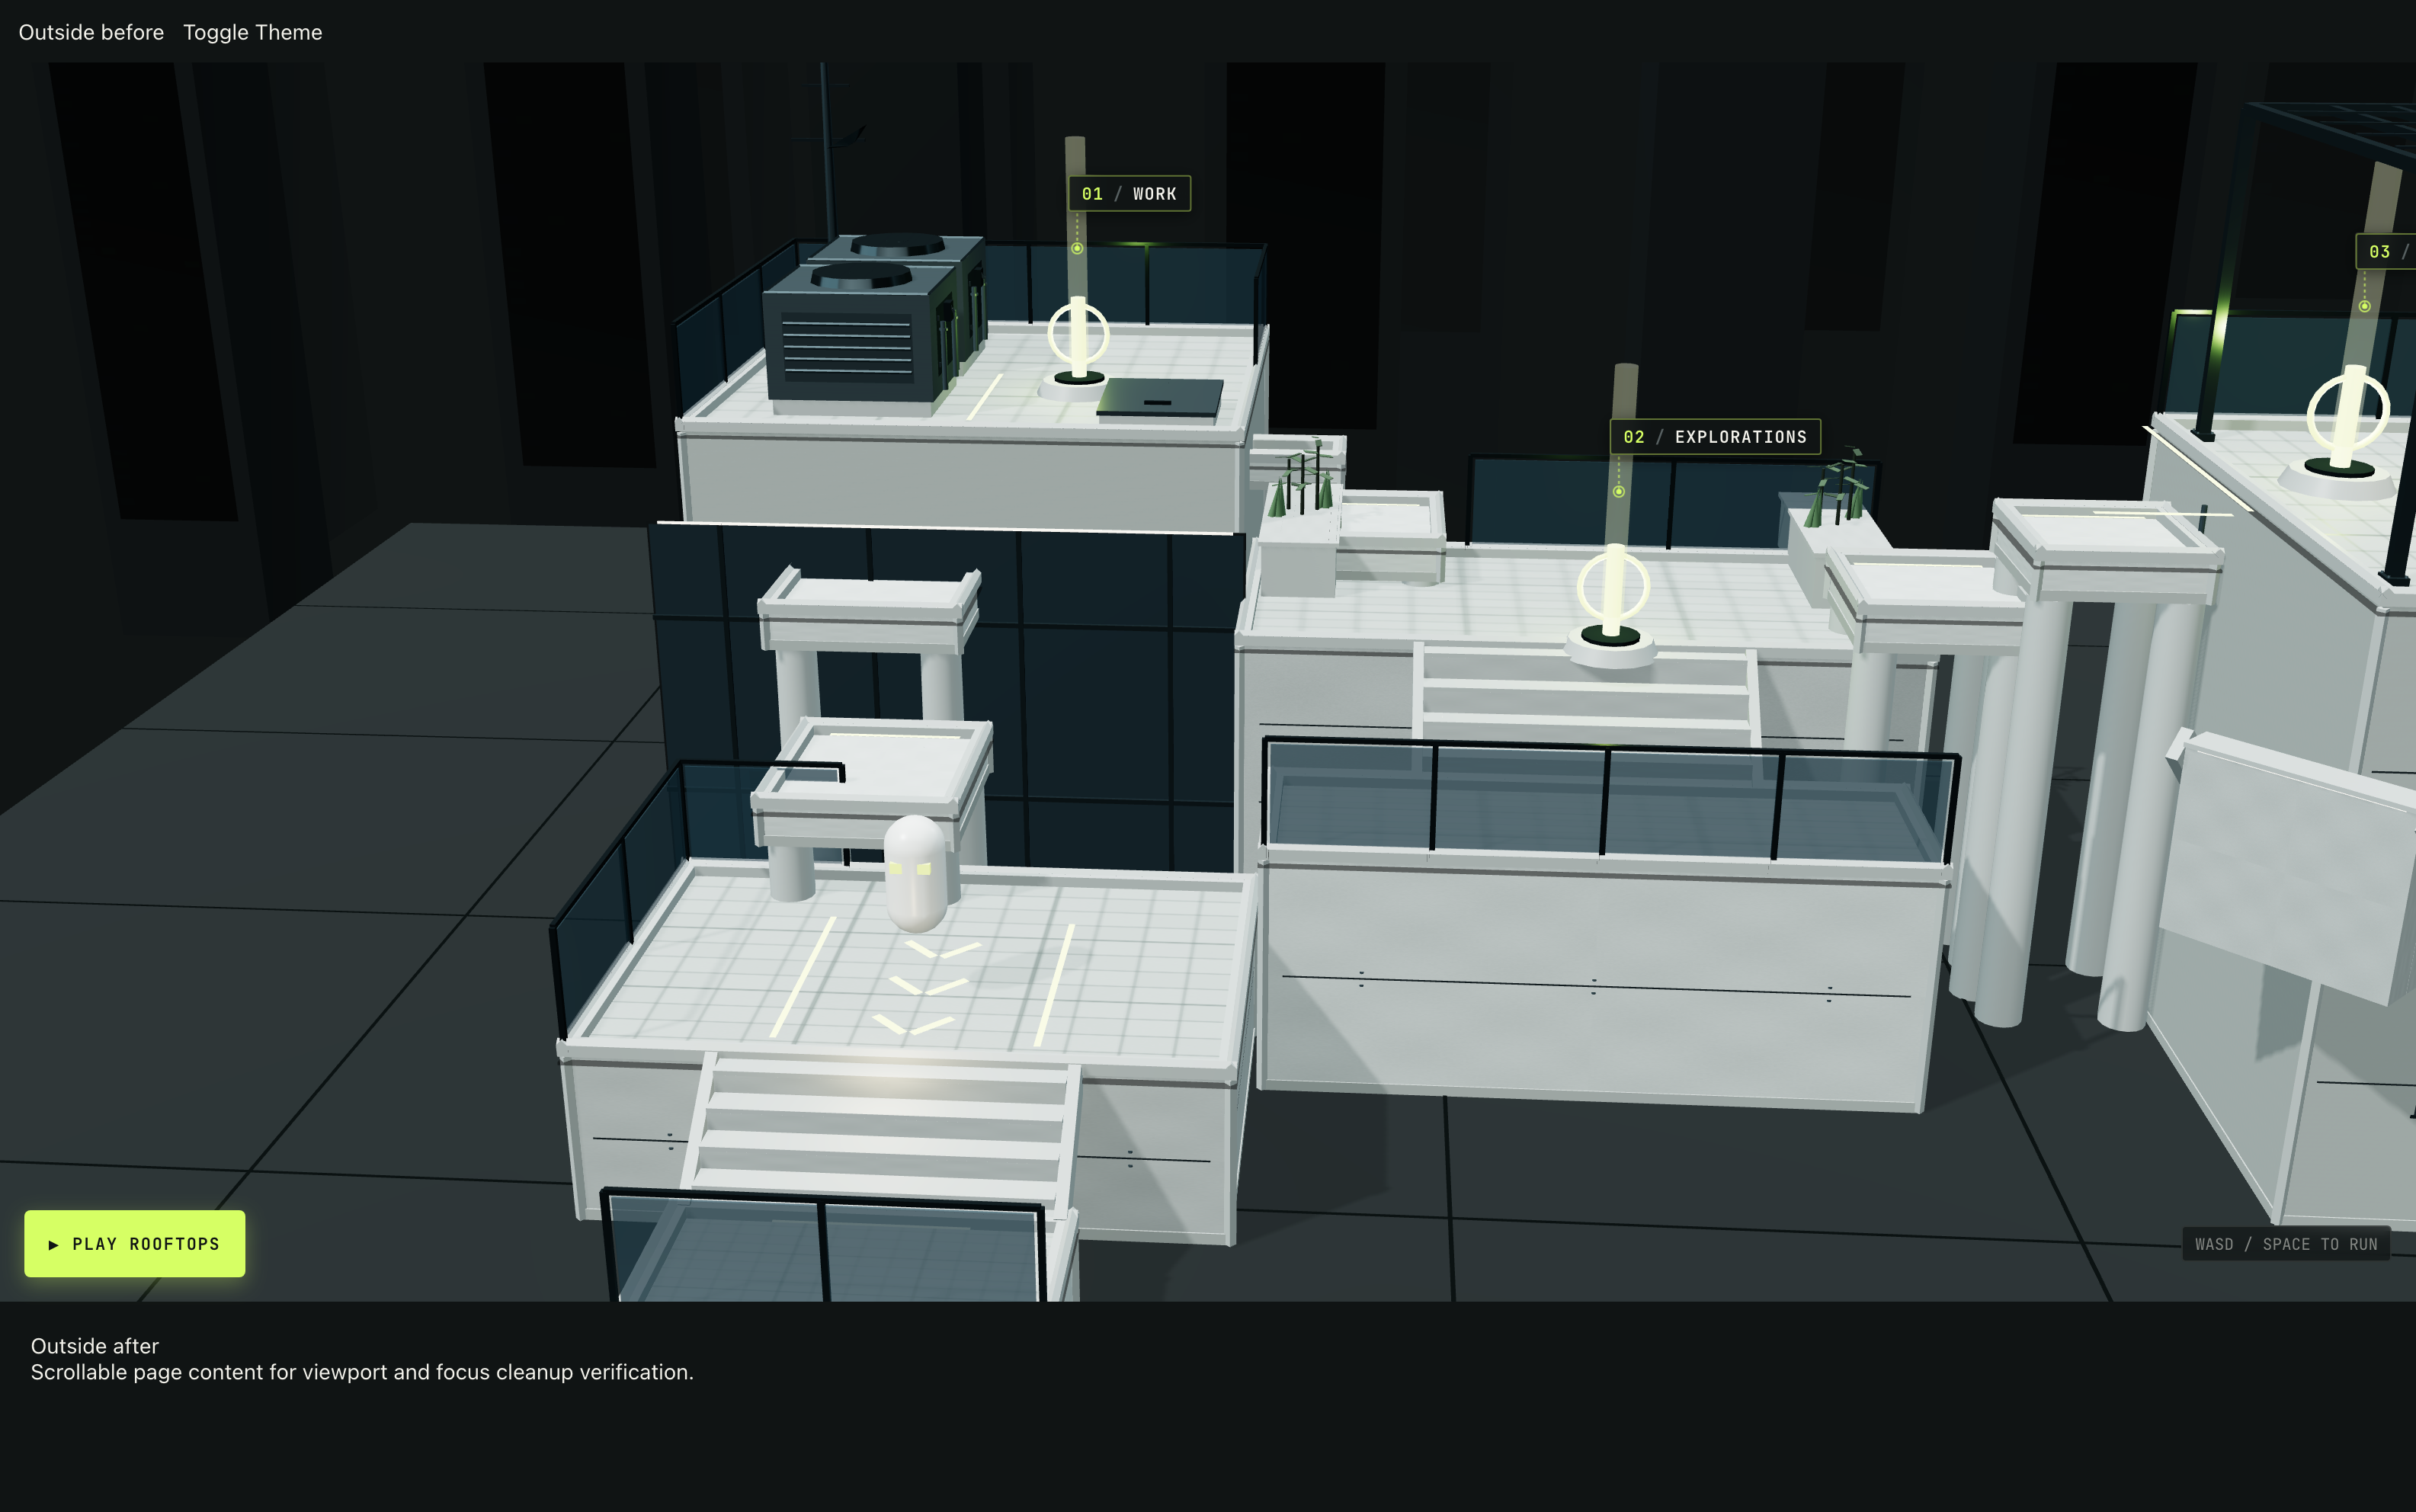 Outside before Toggle Theme
01 / WORK
03 /
02 / EXPLORATIONS
▶ PLAY ROOFTOPS
WASD / SPACE TO RUN
Outside after
Scrollable page content for viewport and focus cleanup verification.